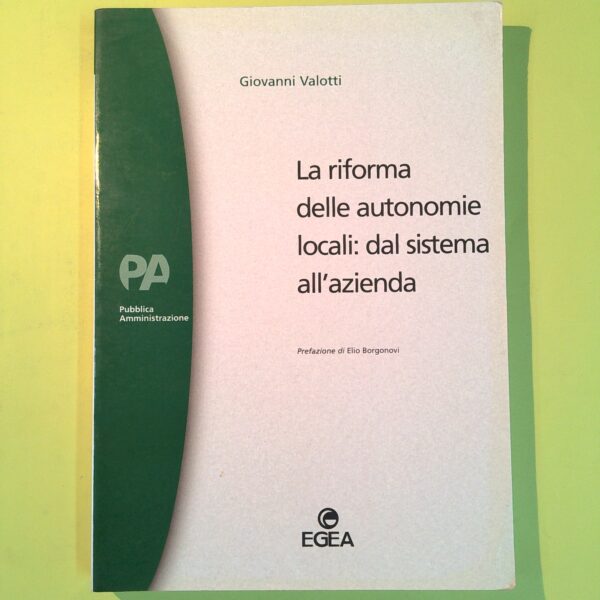 Giovanni Valotti
La riforma
delle autonomie
locali: dal sistema
all'azienda
PA
Pubblica
Amministrazione
Prefazione di Elio Borgonovi
EGEA